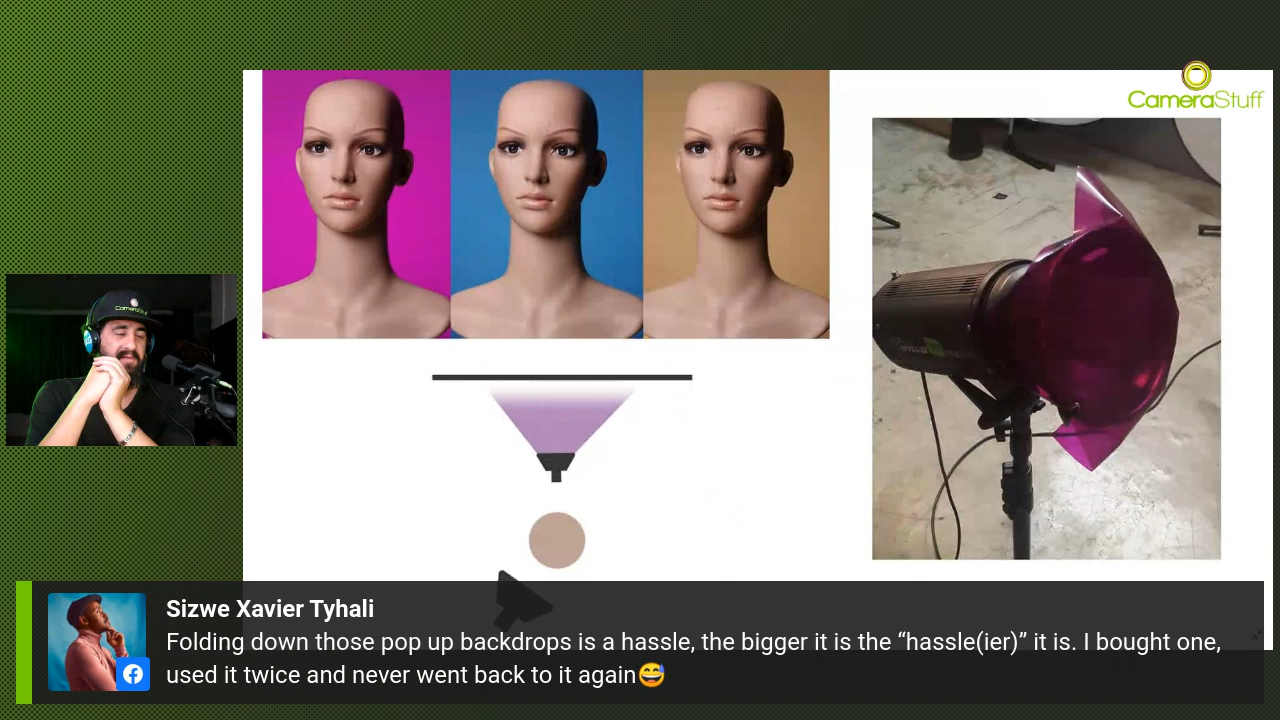 CameraStuff
Sizwe Xavier Tyhali
Folding down those pop up backdrops is a hassle, the bigger it is the “hassle(ier)” it is. I bought one,
used it twice and never went back to it again😅